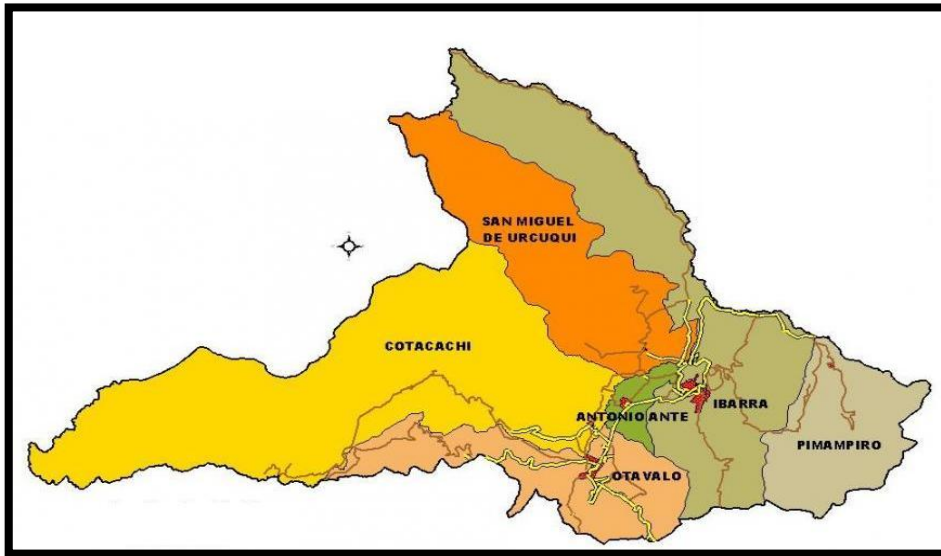 SAN MIGUEL
DE URCUQUI
COTACACHI
ANTONIO ANTE
IBARRA
PIMAMPIRO
OTAVALO